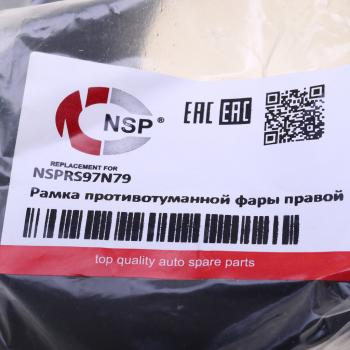 NSP®
EAC EAC
REPLACEMENT FOR
NSPRS97N79
Рамка противотуманной фары правой
top quality auto spare parts